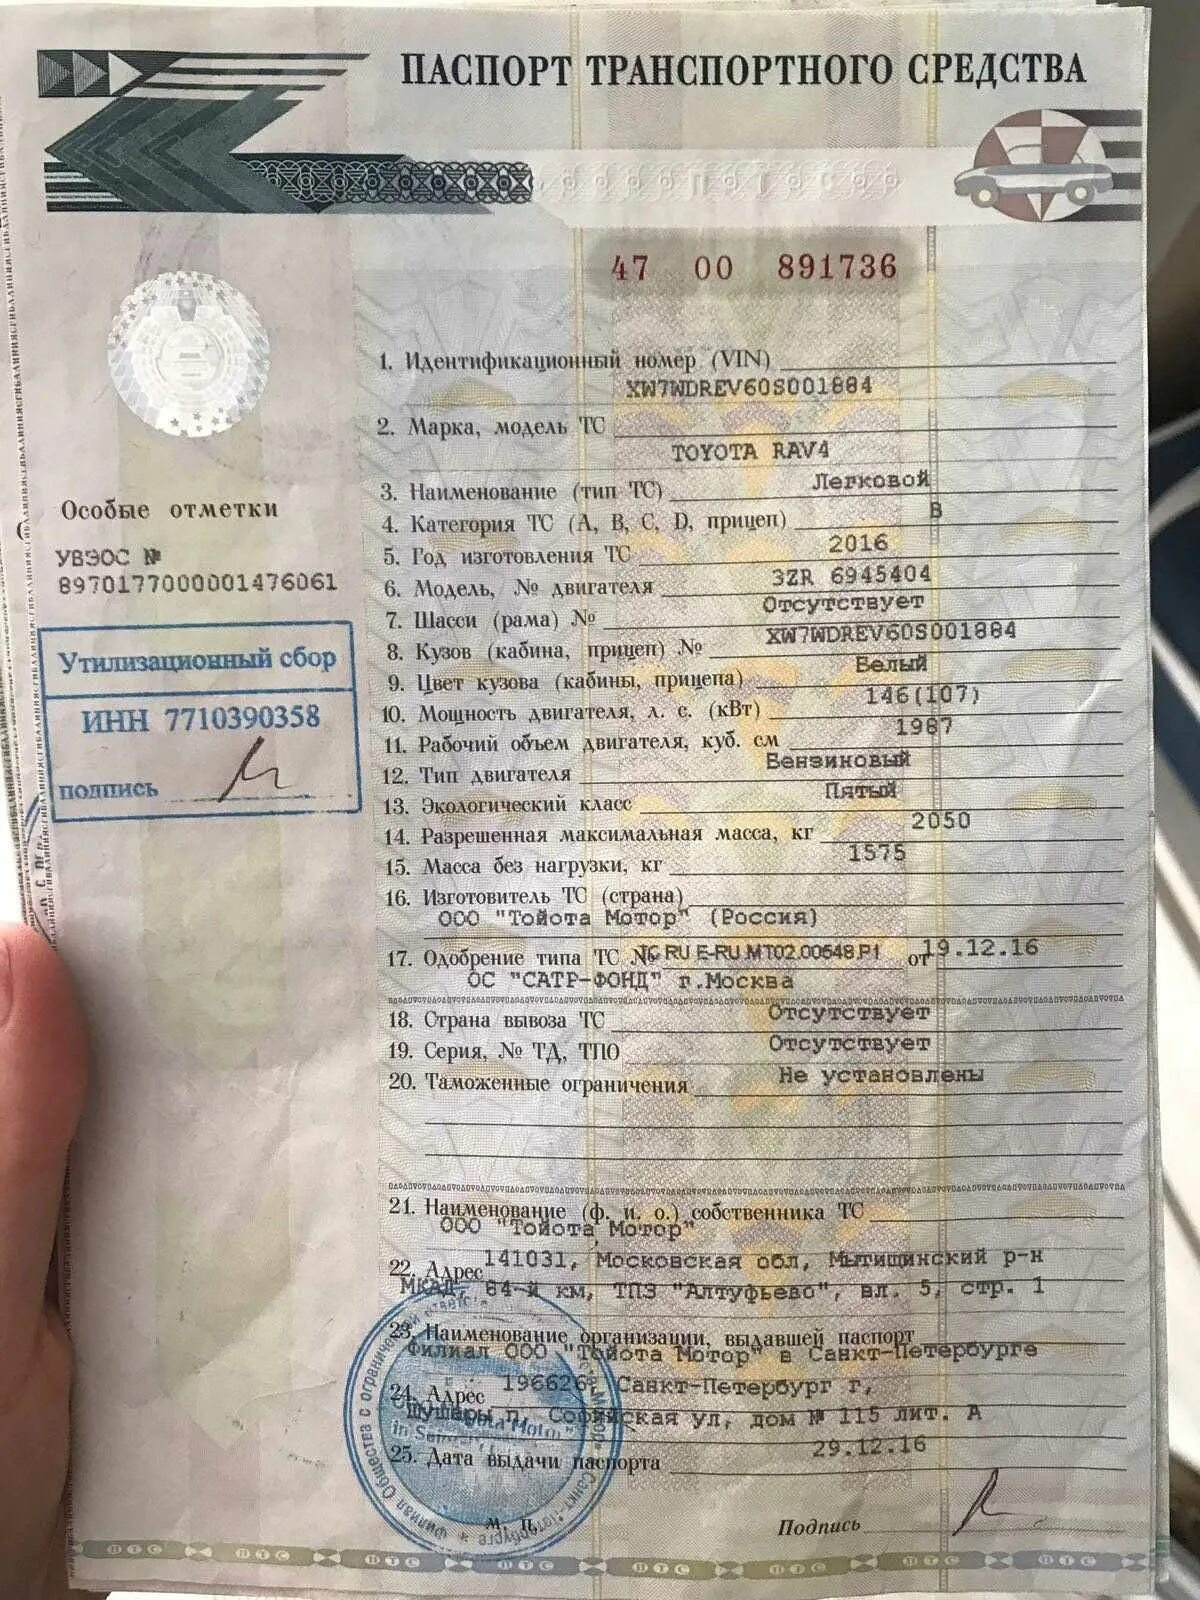 ПАСПОРТ ТРАНСПОРТНОГО СРЕДСТВА
47 00 891736
1. Идентификационный номер (VIN)
XW7WDREV60S001884
2. Марка, модель ТС
TOYOTA RAV4
3. Наименование (тип ТС) Легковой
4. Категория ТС (A, B, C, D, прицеп) B
5. Год изготовления ТС 2016
6. Модель, № двигателя 3ZR 6945404
7. Шасси (рама) № Отсутствует
8. Кузов (кабина, прицеп) № XW7WDREV60S001884
9. Цвет кузова (кабины, прицепа) Белый
10. Мощность двигателя, л. с. (кВт) 146(107)
11. Рабочий объем двигателя, куб. см 1987
12. Тип двигателя Бензиновый
13. Экологический класс Пятый
14. Разрешенная максимальная масса, кг 2050
15. Масса без нагрузки, кг 1575
16. Изготовитель ТС (страна)
ООО "Тойота Мотор" (Россия)
17. Одобрение типа ТС № TC RU E-RU.MT02.00548.P1 от 19.12.16
ОС "САТР-ФОНД" г.Москва
18. Страна вывоза ТС Отсутствует
19. Серия, № ТД, ТПО Отсутствует
20. Таможенные ограничения Не установлены
21. Наименование (ф. и. о.) собственника ТС
ООО "Тойота Мотор"
22. Адрес 141031, Московская обл, Мытищинский р-н
МКАД, 84-й км, ТПЗ "Алтуфьево", вл. 5, стр. 1
23. Наименование организации, выдавшей паспорт
Филиал ООО "Тойота Мотор" в Санкт-Петербурге
24. Адрес 196626, Санкт-Петербург г,
Шушары п, Софийская ул, дом № 115 лит. А
25. Дата выдачи паспорта 29.12.16
М. П.
Подпись
Особые отметки
УВЭОС №
8970177000001476061
Утилизационный сбор
ИНН 7710390358
подпись
ПТС ПТС ПТС ПТС ПТС ПТС ПТС ПТС